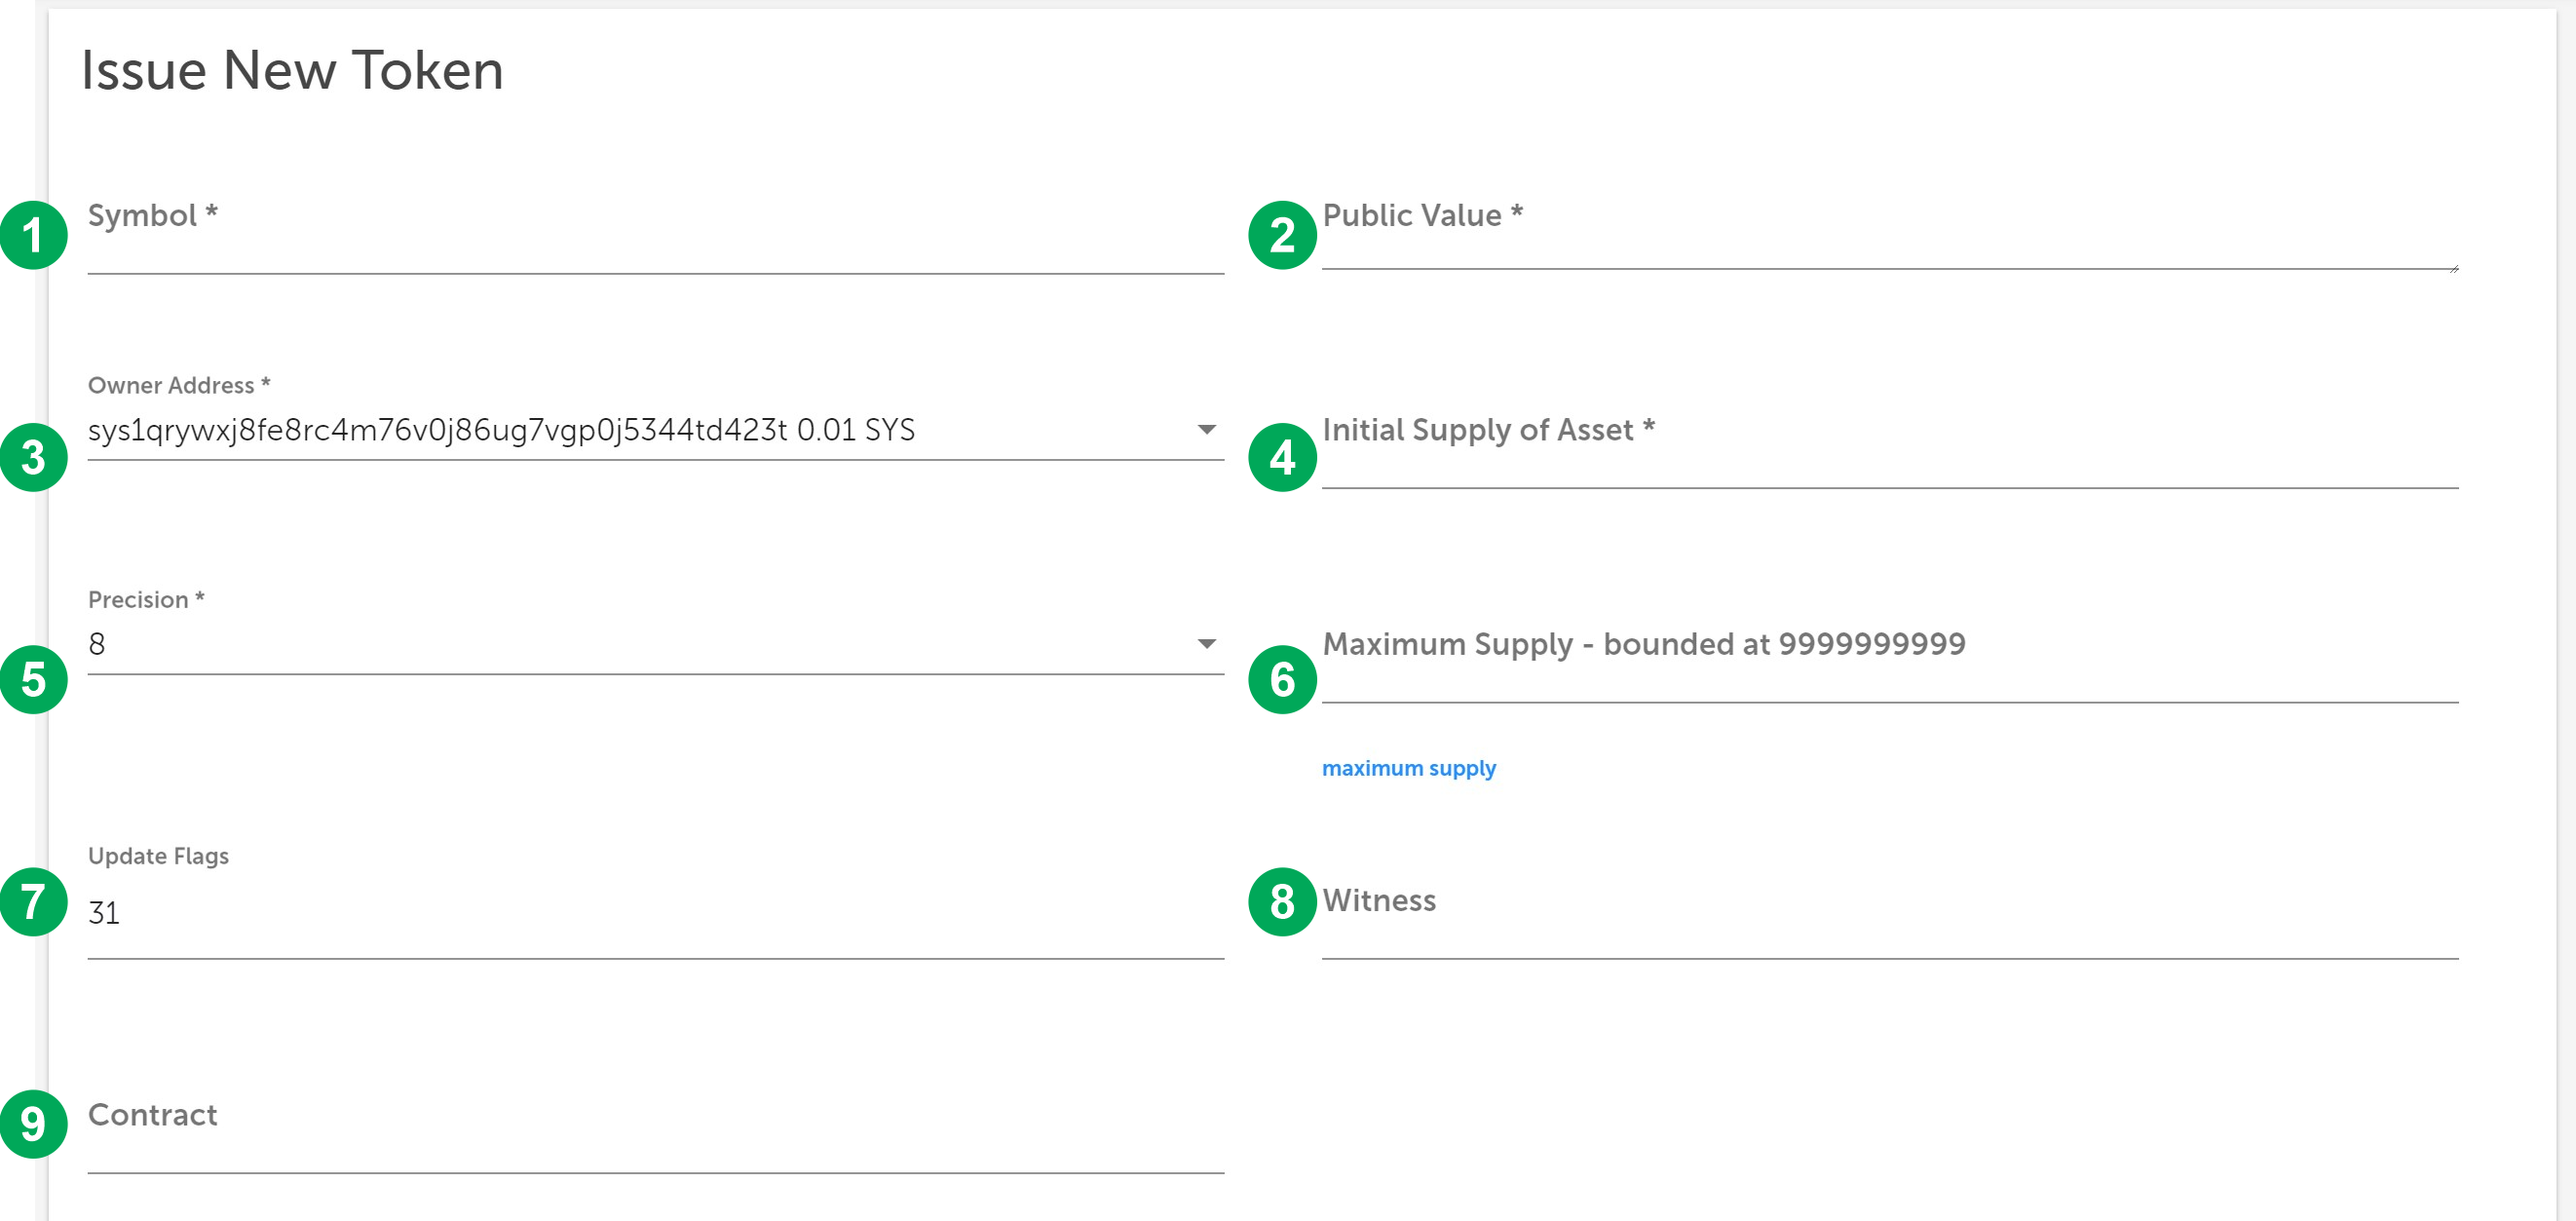 Issue New Token
1 Symbol *
2 Public Value *
Owner Address *
3 sys1qrywxj8fe8rc4m76v0j86ug7vgp0j5344td423t 0.01 SYS
4 Initial Supply of Asset *
Precision *
5 8
6 Maximum Supply - bounded at 9999999999
maximum supply
Update Flags
7 31
8 Witness
9 Contract